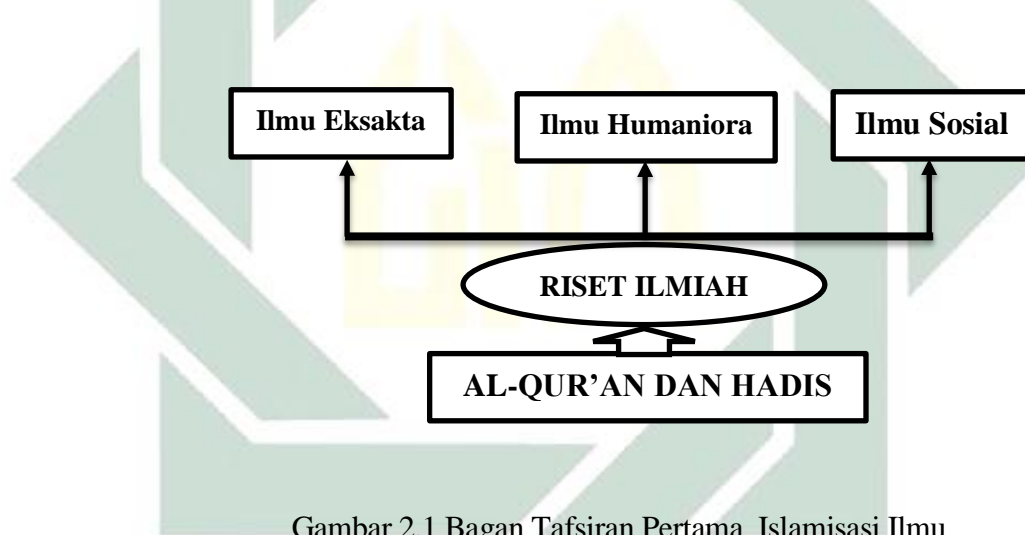 Ilmu Eksakta
Ilmu Humaniora
Ilmu Sosial
RISET ILMIAH
AL-QUR’AN DAN HADIS
Gambar 2.1 Bagan Tafsiran Pertama Islamisasi Ilmu